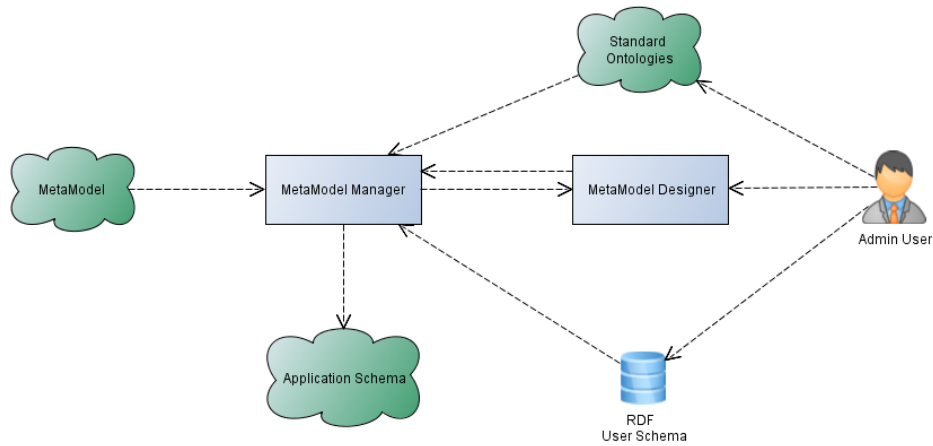 Standard
Ontologies
MetaModel
MetaModel Manager
MetaModel Designer
Admin User
Application Schema
RDF
User Schema